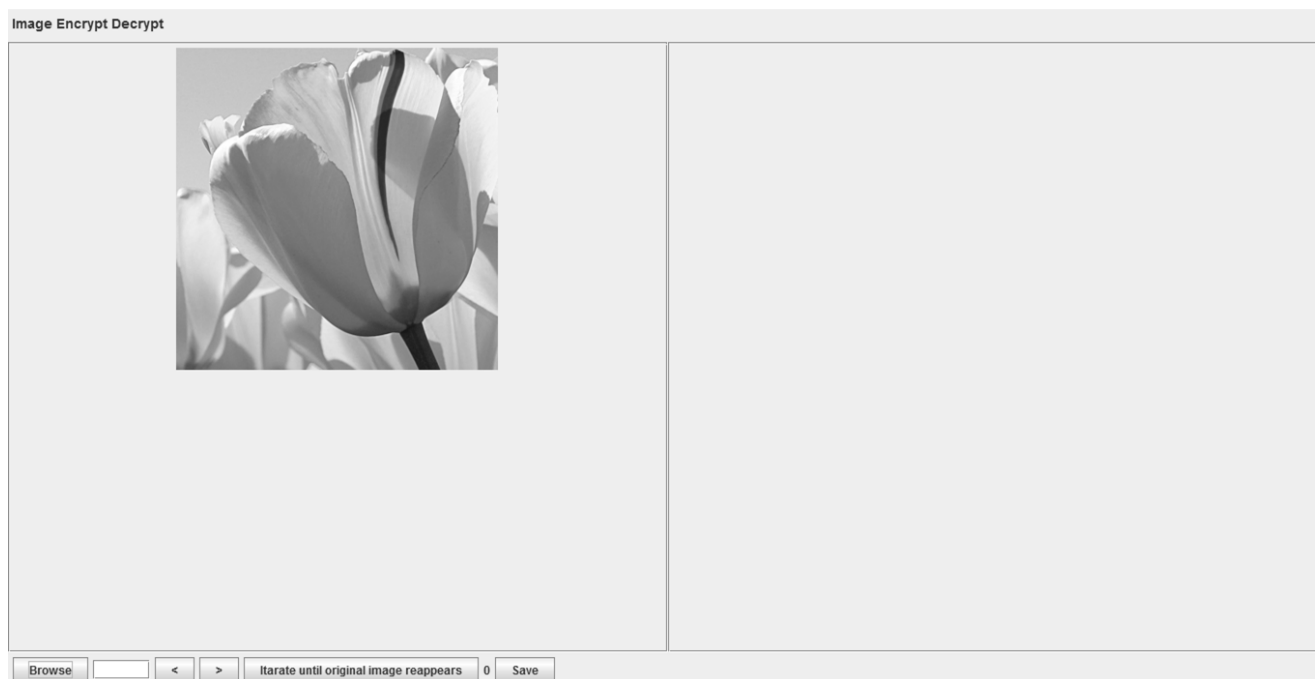 Image Encrypt Decrypt
Browse < > Itarate until original image reappears 0 Save